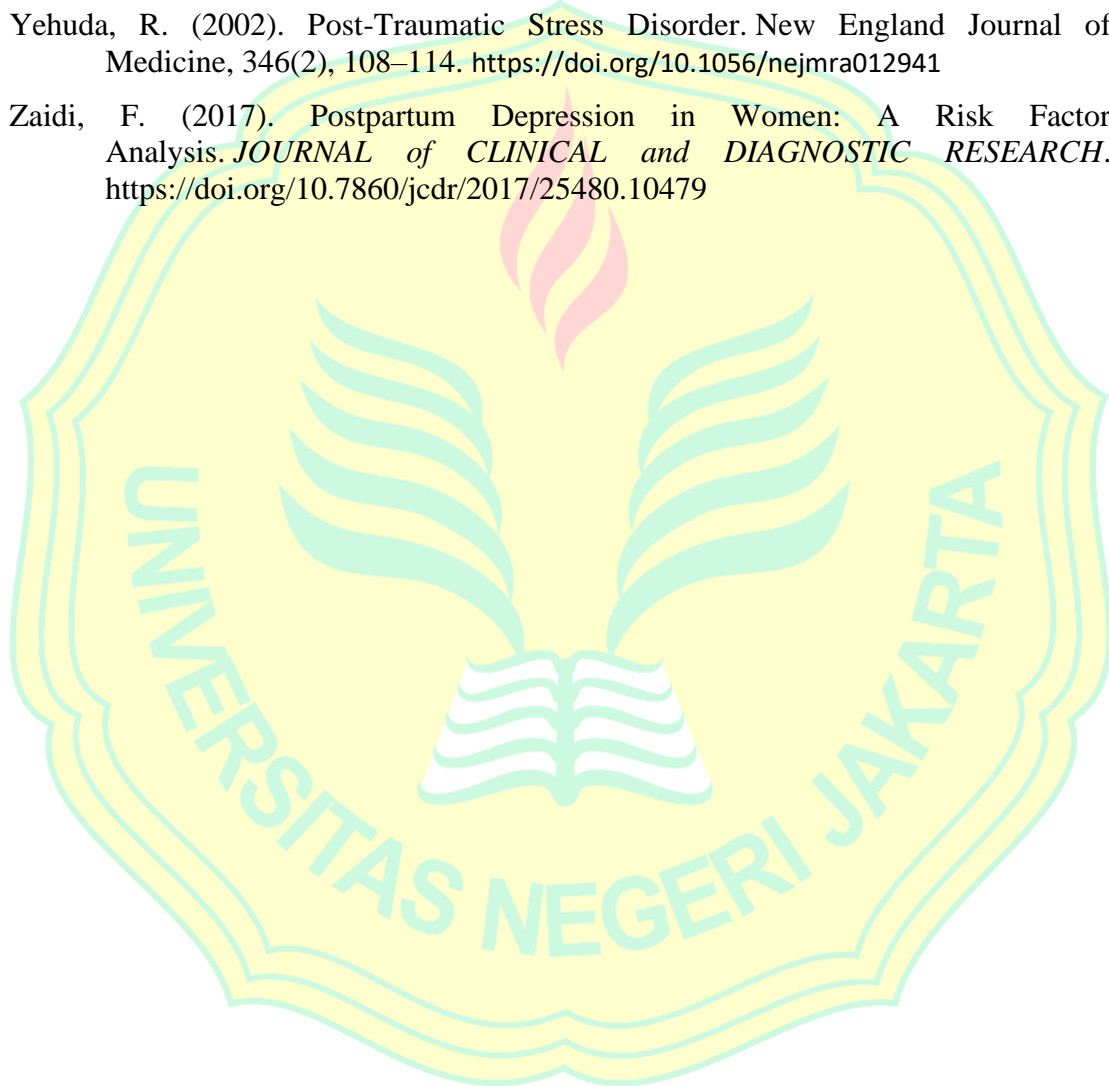 Yehuda, R. (2002). Post-Traumatic Stress Disorder. New England Journal of
Medicine, 346(2), 108–114. https://doi.org/10.1056/nejmra012941
Zaidi, F. (2017). Postpartum Depression in Women: A Risk Factor
Analysis. JOURNAL of CLINICAL and DIAGNOSTIC RESEARCH.
https://doi.org/10.7860/jcdr/2017/25480.10479
UNIVERSITAS NEGERI JAKARTA